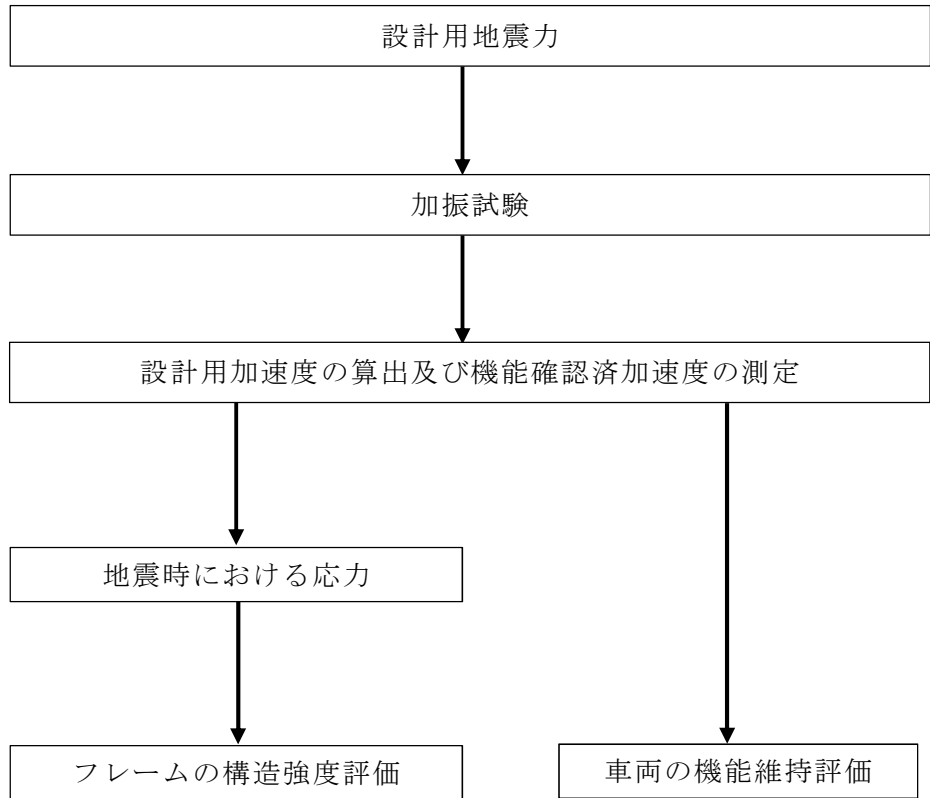 設計用地震力
加振試験
設計用加速度の算出及び機能確認済加速度の測定
地震時における応力
フレームの構造強度評価
車両の機能維持評価